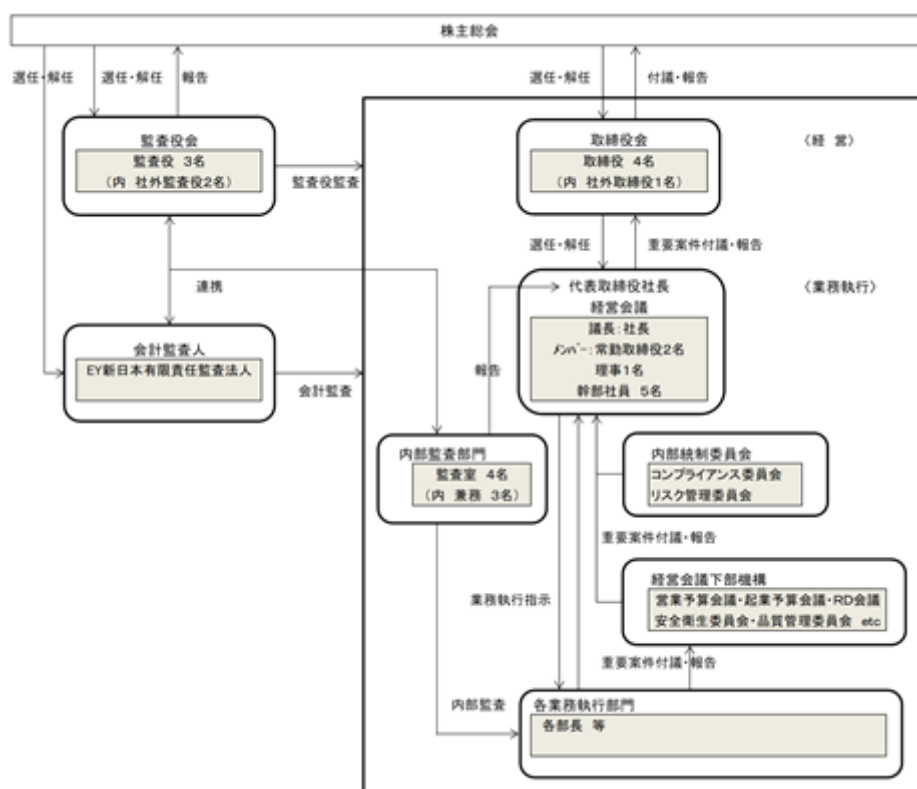 株主総会
選任・解任
選任・解任
報告
選任・解任
付議・報告
監査役会
監査役 3名
(内 社外監査役2名)
監査役監査
取締役会
取締役 4名
(内 社外取締役1名)
〈経 営〉
選任・解任
重要案件付議・報告
連携
代表取締役社長
〈業務執行〉
経営会議
議長:社長
メンバー:常勤取締役2名
理事1名
幹部社員 5名
会計監査人
EY新日本有限責任監査法人
会計監査
報告
内部監査部門
監査室 4名
(内 兼務 3名)
内部統制委員会
コンプライアンス委員会
リスク管理委員会
重要案件付議・報告
経営会議下部機構
営業予算会議・起業予算会議・RD会議
安全衛生委員会・品質管理委員会 etc
業務執行指示
重要案件付議・報告
内部監査
各業務執行部門
各部長 等